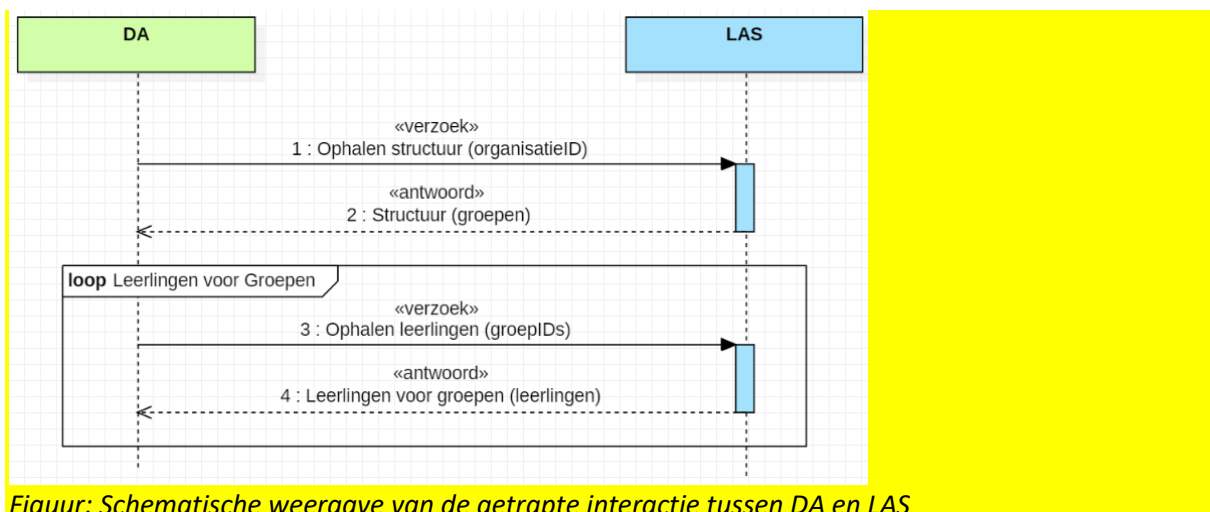 DA
LAS
«verzoek»
1 : Ophalen structuur (organisatieID)
«antwoord»
2 : Structuur (groepen)
loop Leerlingen voor Groepen
«verzoek»
3 : Ophalen leerlingen (groepIDs)
«antwoord»
4 : Leerlingen voor groepen (leerlingen)
Figuur: Schematische weergave van de getrapte interactie tussen DA en LAS